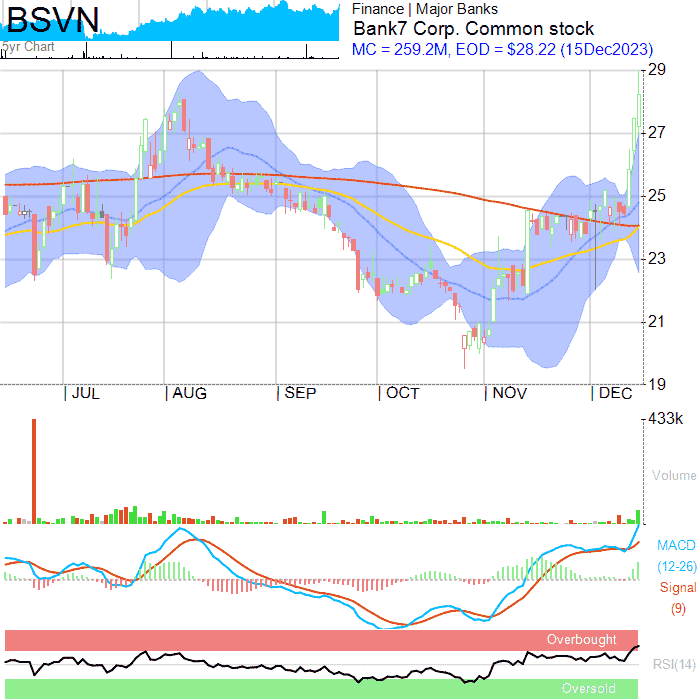 BSVN
5yr Chart
Finance | Major Banks
Bank7 Corp. Common stock
MC = 259.2M, EOD = $28.22 (15Dec2023)
29
27
25
23
21
19
| JUL
| AUG
| SEP
| OCT
| NOV
| DEC
433k
Volume
MACD
(12-26)
Signal
(9)
Overbought
RSI(14)
Oversold